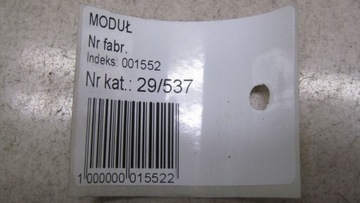 MODUŁ
Nr fabr.
Indeks: 001552
Nr kat.: 29/537
1 000000 015522